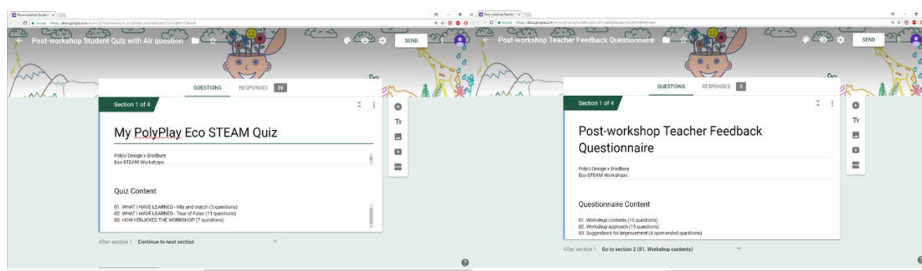 Post-workshop Student Quiz with Air question
SEND
QUESTIONS
RESPONSES 26
Section 1 of 4
My PolyPlay Eco STEAM Quiz
PolyU Design x Bradbury
Eco STEAM Workshops
Quiz Content
01. WHAT I HAVE LEARNED - Mix and match (3 questions)
02. WHAT I HAVE LEARNED - True of False (11 questions)
03. HOW I ENJOYED THE WORKSHOP (7 questions)
After section 1 Continue to next section
Post-workshop Teacher Feedback Questionnaire
SEND
QUESTIONS
RESPONSES 3
Section 1 of 4
Post-workshop Teacher Feedback
Questionnaire
PolyU Design x Bradbury
Eco STEAM Workshops
Questionnaire Content
01. Workshop contents (15 questions)
02. Workshop approach (15 questions)
03. Suggestions for improvement (4 open-ended questions)
After section 1 Go to section 2 (01. Workshop contents)